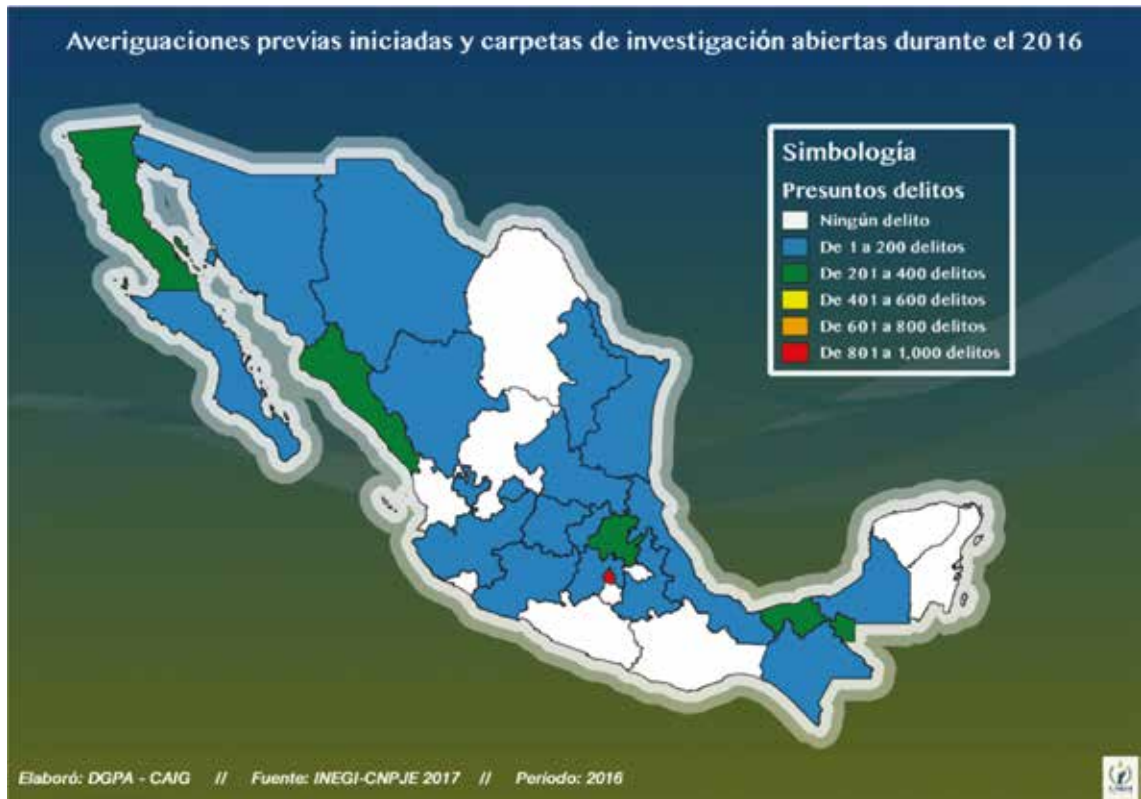 Averiguaciones previas iniciadas y carpetas de investigación abiertas durante el 2016
Simbología
Presuntos delitos
Ningún delito
De 1 a 200 delitos
De 201 a 400 delitos
De 401 a 600 delitos
De 601 a 800 delitos
De 801 a 1,000 delitos
Elaboró: DGPA - CAIG // Fuente: INEGI-CNPJE 2017 // Periodo: 2016